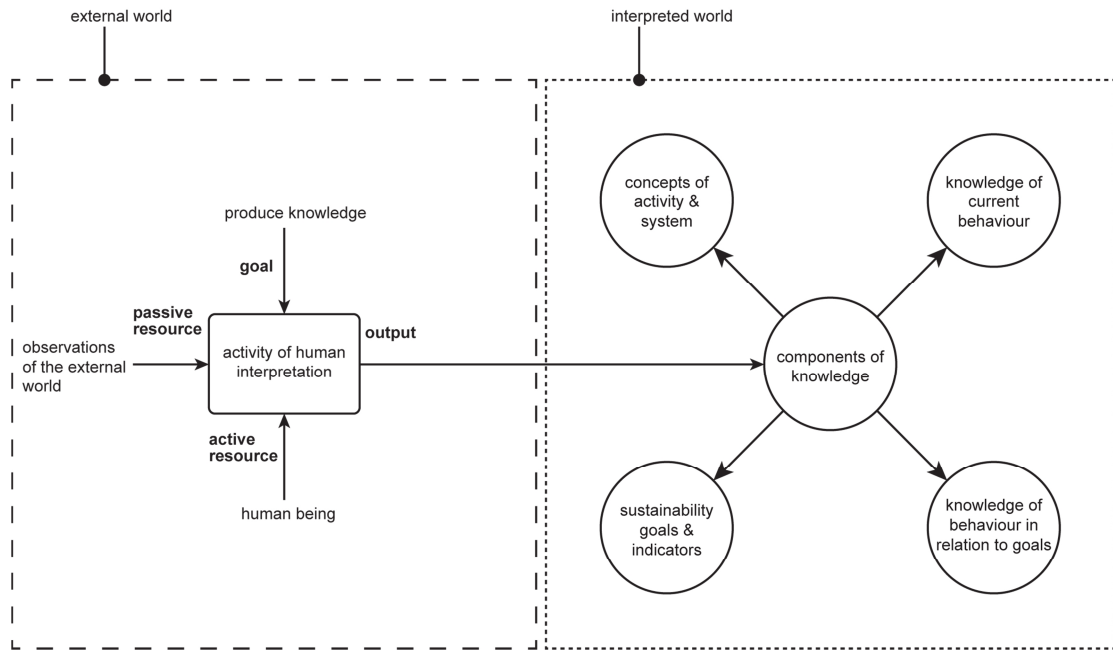 external world
interpreted world
concepts of
activity &
system
knowledge of
current
behaviour
produce knowledge
goal
passive
resource
output
observations
of the external
world
activity of human
interpretation
components of
knowledge
active
resource
human being
sustainability
goals &
indicators
knowledge of
behaviour in
relation to goals